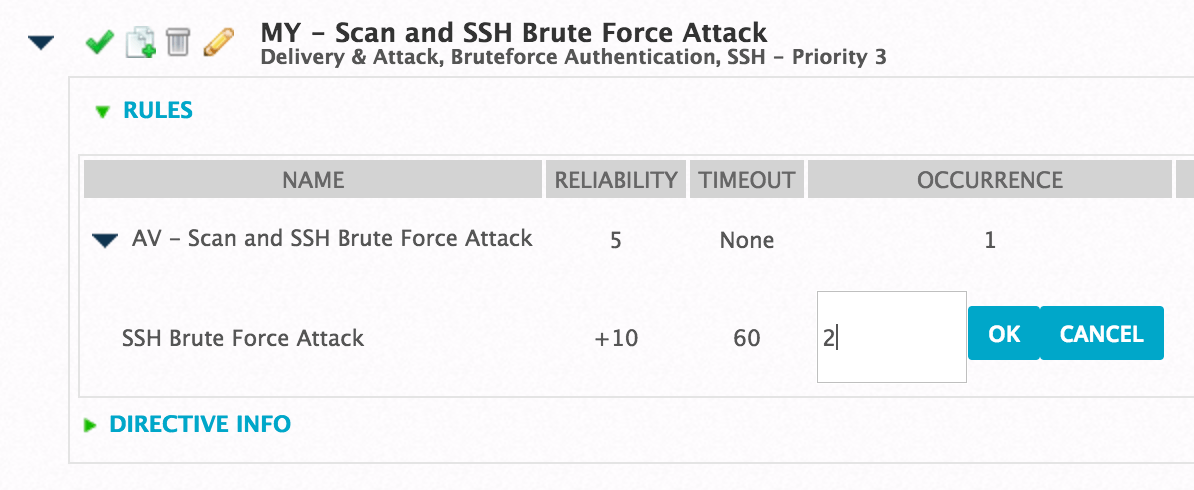 MY – Scan and SSH Brute Force Attack
Delivery & Attack, Bruteforce Authentication, SSH – Priority 3
RULES
NAME RELIABILITY TIMEOUT OCCURRENCE
AV – Scan and SSH Brute Force Attack 5 None 1
SSH Brute Force Attack +10 60 2 OK CANCEL
DIRECTIVE INFO